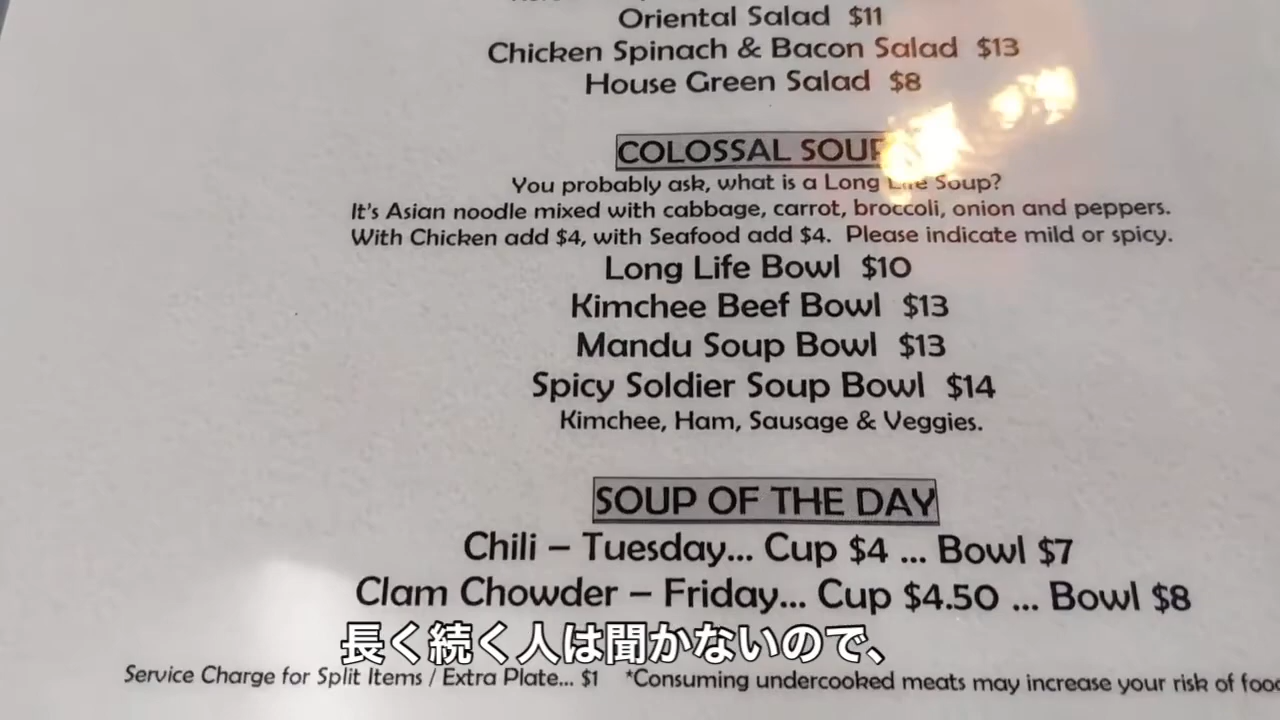 Oriental Salad $11
Chicken Spinach & Bacon Salad $13
House Green Salad $8
COLOSSAL SOUP
You probably ask, what is a Long Life Soup?
It's Asian noodle mixed with cabbage, carrot, broccoli, onion and peppers.
With Chicken add $4, with Seafood add $4. Please indicate mild or spicy.
Long Life Bowl $10
Kimchee Beef Bowl $13
Mandu Soup Bowl $13
Spicy Soldier Soup Bowl $14
Kimchee, Ham, Sausage & Veggies.
SOUP OF THE DAY
Chili – Tuesday... Cup $4 ... Bowl $7
Clam Chowder – Friday... Cup $4.50 ... Bowl $8
長く続く人は聞かないので、
Service Charge for Split Items / Extra Plate... $1 *Consuming undercooked meats may increase your risk of food